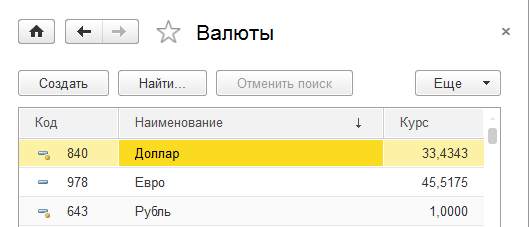 Валюты
Создать Найти... Отменить поиск Еще
Код Наименование Курс
840 Доллар 33,4343
978 Евро 45,5175
643 Рубль 1,0000